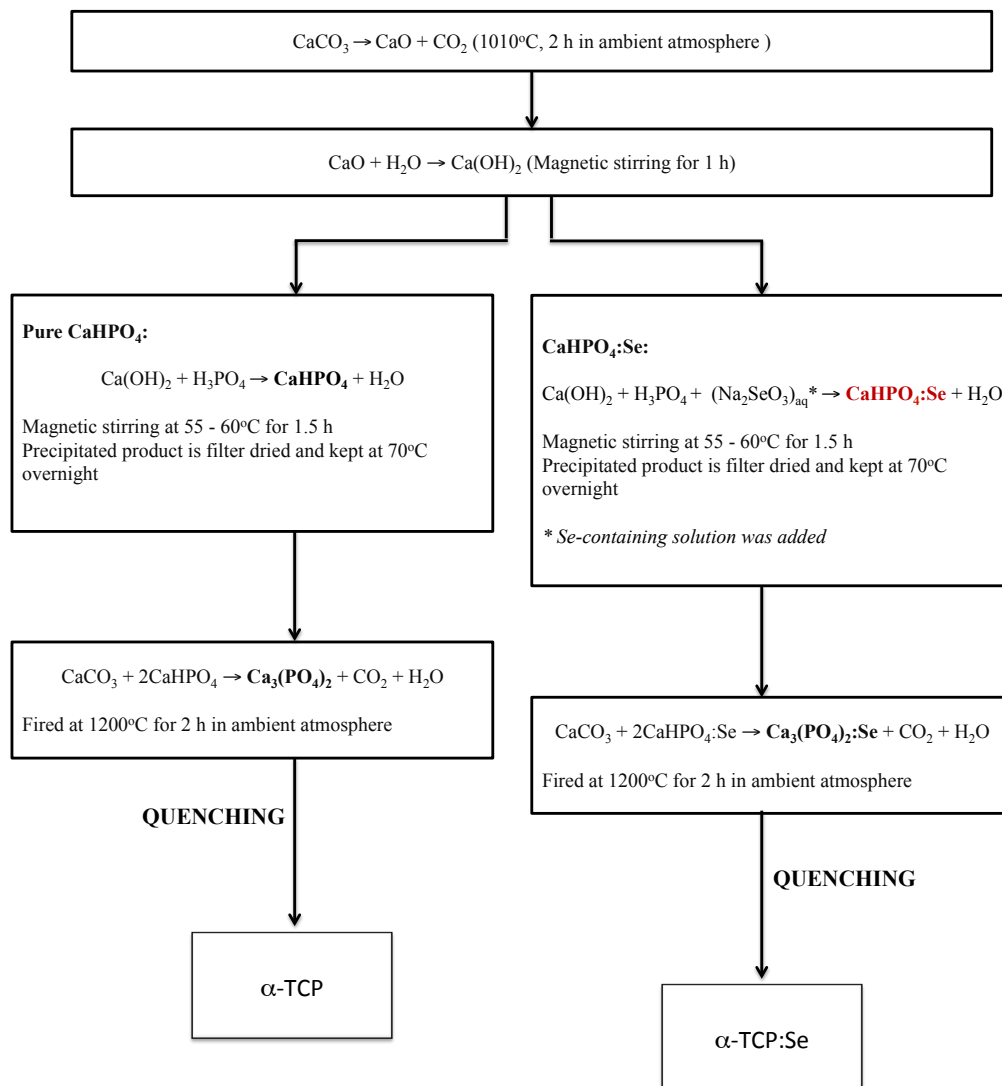 CaCO₃ → CaO + CO₂ (1010°C, 2 h in ambient atmosphere )
CaO + H₂O → Ca(OH)₂ (Magnetic stirring for 1 h)
Pure CaHPO₄:
Ca(OH)₂ + H₃PO₄ → CaHPO₄ + H₂O
Magnetic stirring at 55 - 60°C for 1.5 h
Precipitated product is filter dried and kept at 70°C
overnight
CaHPO₄:Se:
Ca(OH)₂ + H₃PO₄ + (Na₂SeO₃)aq* → CaHPO₄:Se + H₂O
Magnetic stirring at 55 - 60°C for 1.5 h
Precipitated product is filter dried and kept at 70°C
overnight
* Se-containing solution was added
CaCO₃ + 2CaHPO₄ → Ca₃(PO₄)₂ + CO₂ + H₂O
Fired at 1200°C for 2 h in ambient atmosphere
CaCO₃ + 2CaHPO₄:Se → Ca₃(PO₄)₂:Se + CO₂ + H₂O
Fired at 1200°C for 2 h in ambient atmosphere
QUENCHING
QUENCHING
α-TCP
α-TCP:Se